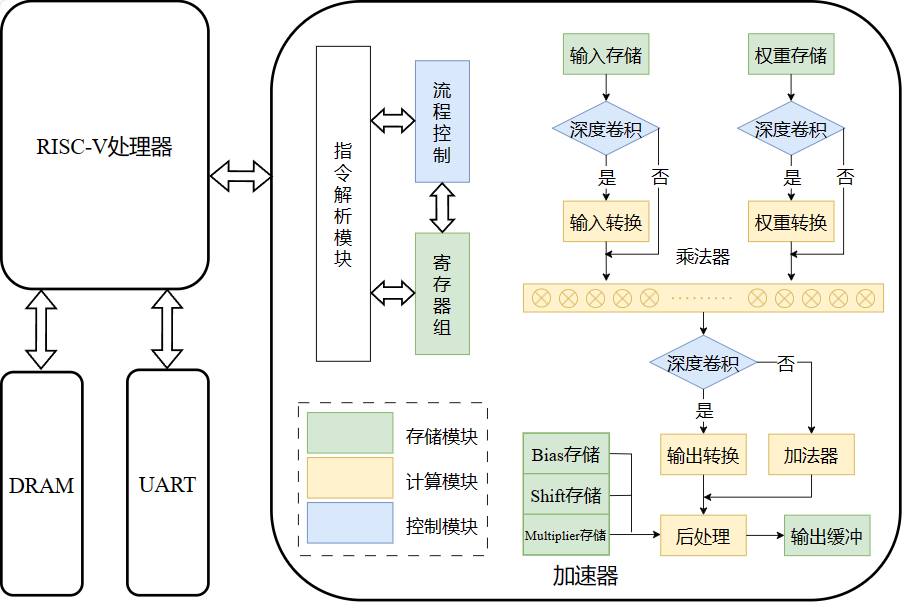 RISC-V处理器
DRAM
UART
指令解析模块
流程控制
寄存器组
存储模块
计算模块
控制模块
输入存储
权重存储
深度卷积
深度卷积
是
否
是
否
输入转换
权重转换
乘法器
深度卷积
否
是
输出转换
加法器
Bias存储
Shift存储
Multiplier存储
后处理
输出缓冲
加速器